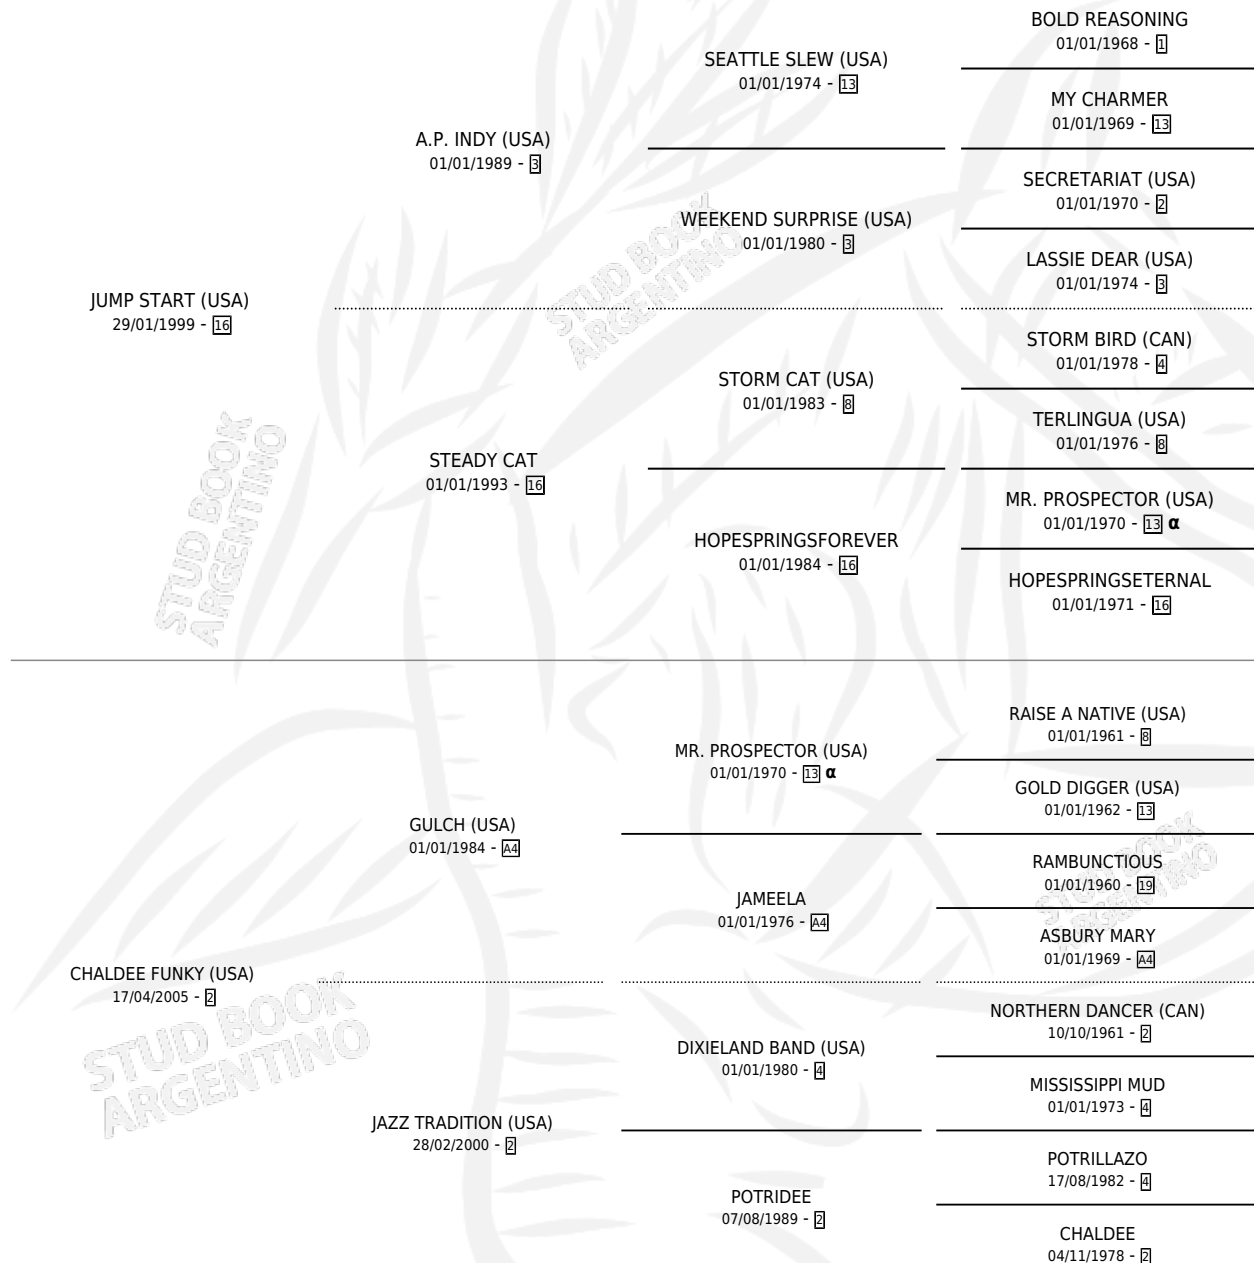 BOLD REASONING
01/01/1968 - 1
SEATTLE SLEW (USA)
01/01/1974 - 13
MY CHARMER
01/01/1969 - 13
A.P. INDY (USA)
01/01/1989 - 3
SECRETARIAT (USA)
01/01/1970 - 2
WEEKEND SURPRISE (USA)
01/01/1980 - 3
LASSIE DEAR (USA)
01/01/1974 - 3
JUMP START (USA)
29/01/1999 - 16
STORM BIRD (CAN)
01/01/1978 - 4
STORM CAT (USA)
01/01/1983 - 8
TERLINGUA (USA)
01/01/1976 - 8
STEADY CAT
01/01/1993 - 16
MR. PROSPECTOR (USA)
01/01/1970 - 13 α
HOPESPRINGSFOREVER
01/01/1984 - 16
HOPESPRINGSETERNAL
01/01/1971 - 16
RAISE A NATIVE (USA)
01/01/1961 - 8
MR. PROSPECTOR (USA)
01/01/1970 - 13 α
GOLD DIGGER (USA)
01/01/1962 - 13
GULCH (USA)
01/01/1984 - A4
RAMBUNCTIOUS
01/01/1960 - 19
JAMEELA
01/01/1976 - A4
ASBURY MARY
01/01/1969 - A4
CHALDEE FUNKY (USA)
17/04/2005 - 2
NORTHERN DANCER (CAN)
10/10/1961 - 2
DIXIELAND BAND (USA)
01/01/1980 - 4
MISSISSIPPI MUD
01/01/1973 - 4
JAZZ TRADITION (USA)
28/02/2000 - 2
POTRILLAZO
17/08/1982 - 4
POTRIDEE
07/08/1989 - 2
CHALDEE
04/11/1978 - 2
STUD BOOK
ARGENTINO
STUD BOOK
ARGENTINO
STUD BOOK
ARGENTINO
STUD BOOK
ARGENTINO